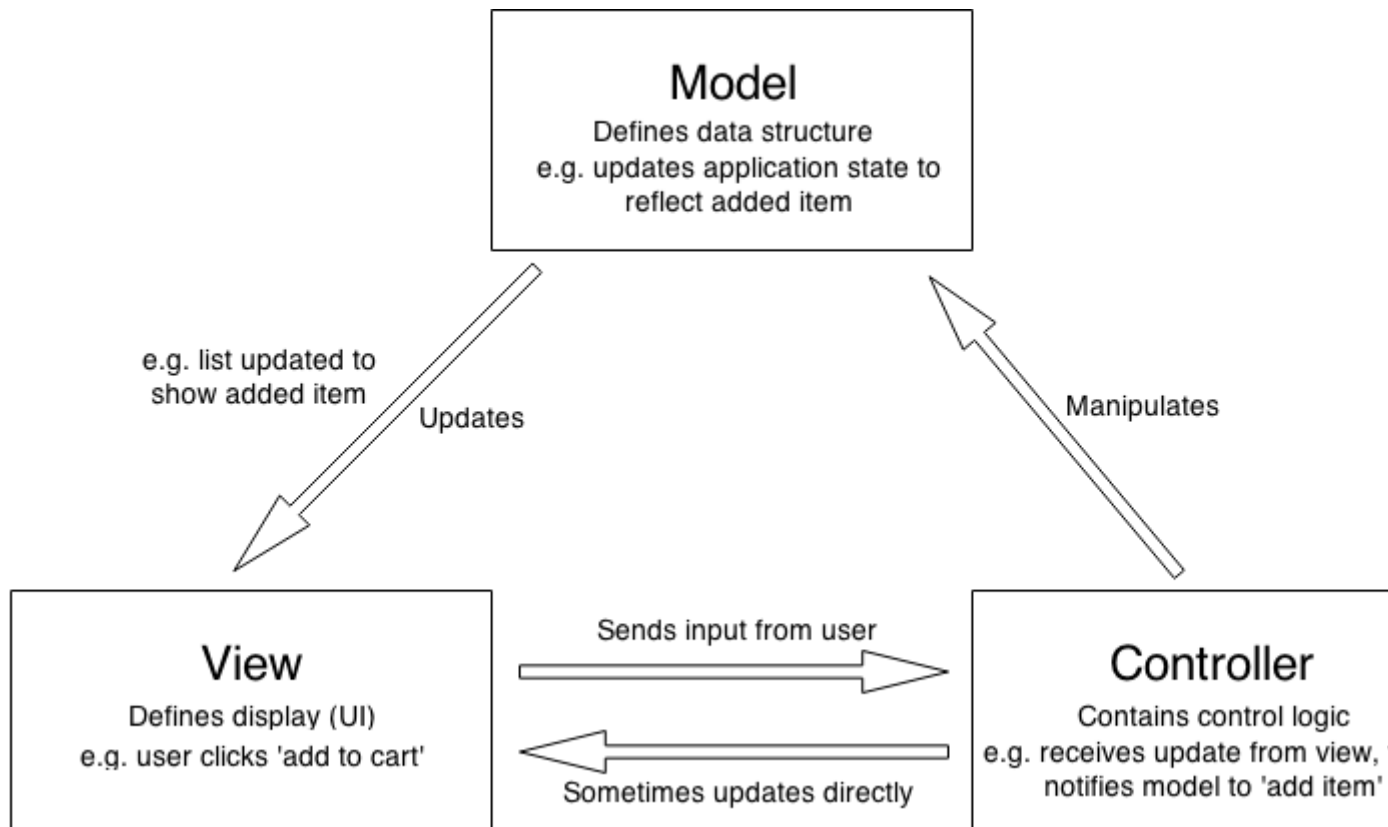 Model
Defines data structure
e.g. updates application state to
reflect added item
e.g. list updated to
show added item
Updates
Manipulates
View
Defines display (UI)
e.g. user clicks 'add to cart'
Sends input from user
Sometimes updates directly
Controller
Contains control logic
e.g. receives update from view,
notifies model to 'add item'